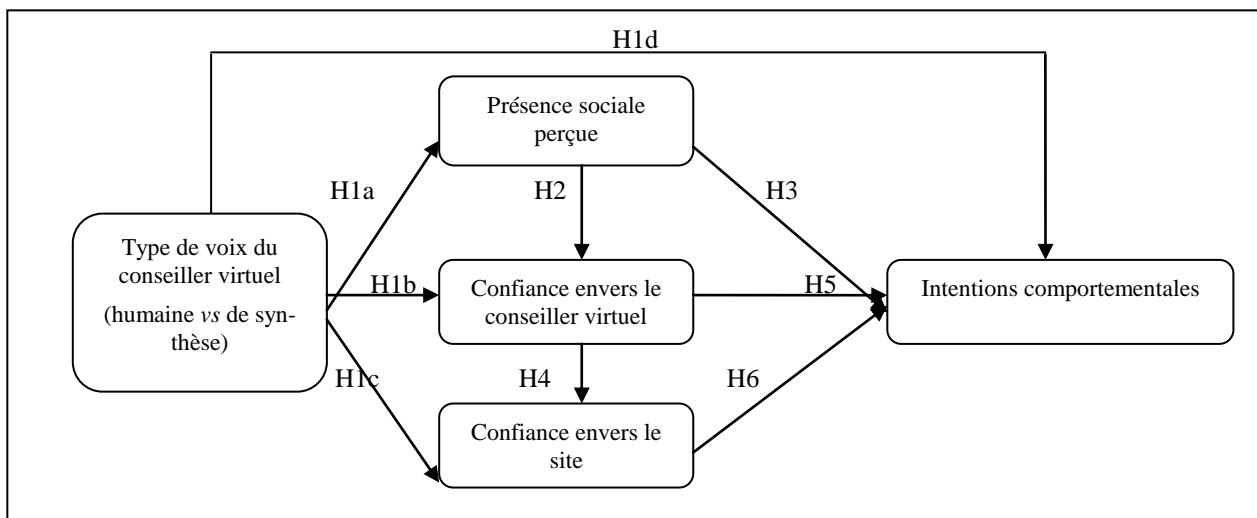 H1d
Présence sociale
perçue
H1a
H2
H3
Type de voix du
conseiller virtuel
(humaine vs de syn-
thèse)
H1b
Confiance envers le
conseiller virtuel
H5
Intentions comportementales
H1c
H4
H6
Confiance envers le
site